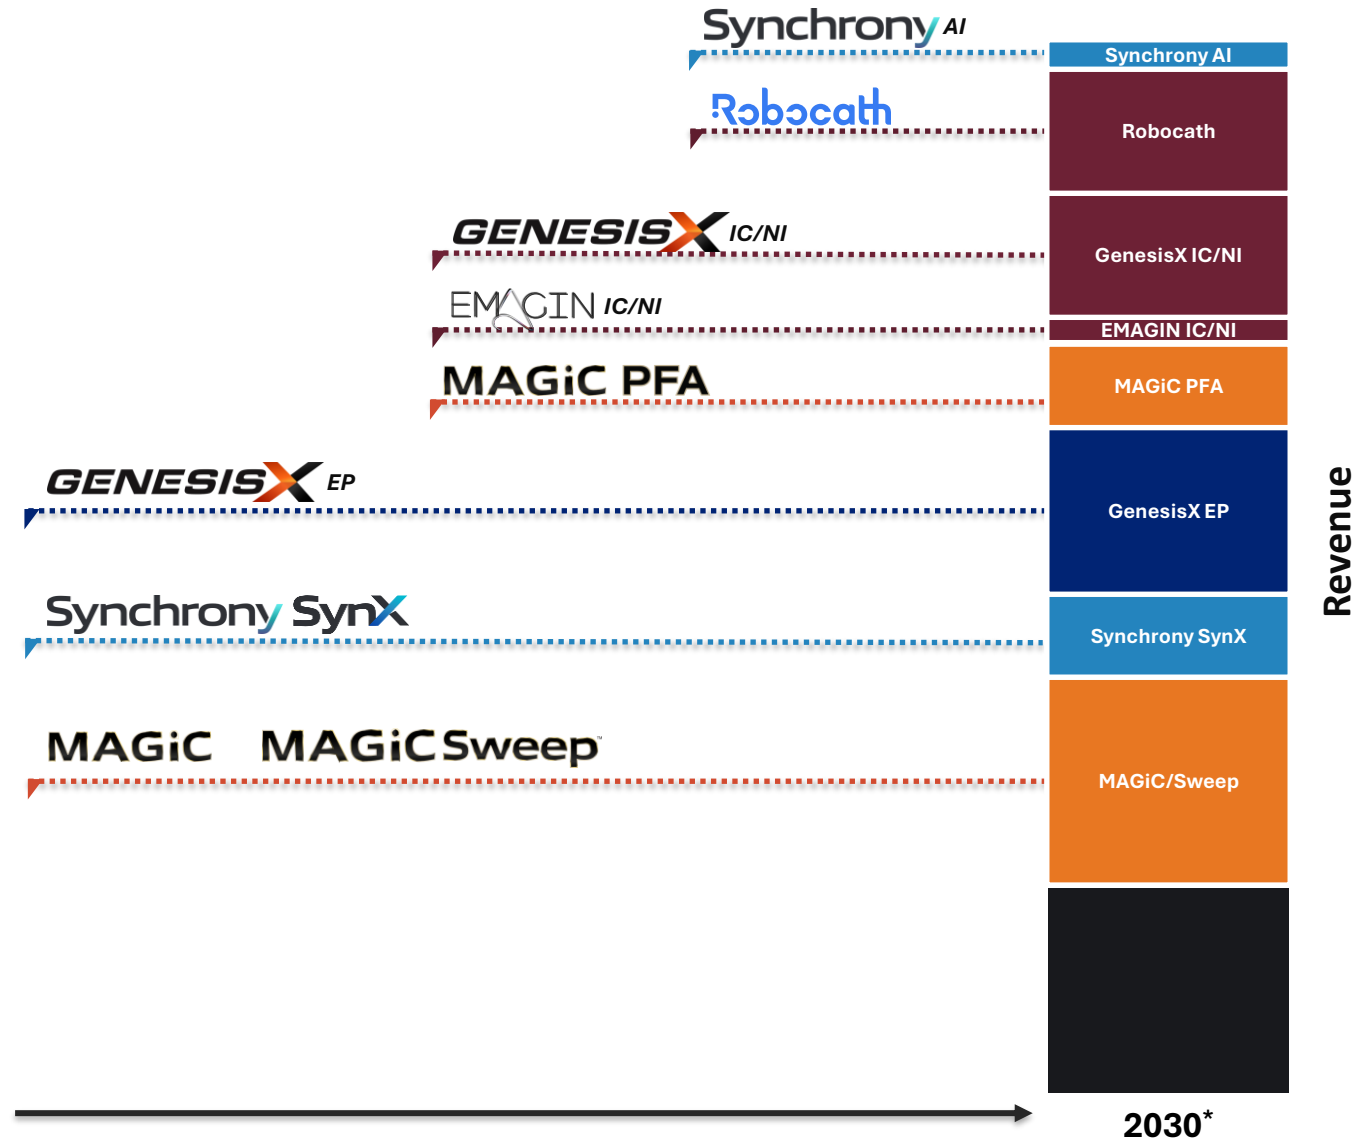 Synchrony AI
Synchrony AI
Robocath
Robocath
GENESISX IC/NI
GenesisX IC/NI
EMAGIN IC/NI
EMAGIN IC/NI
MAGiC PFA
MAGiC PFA
GENESISX EP
GenesisX EP
Synchrony SynX
Synchrony SynX
MAGiC MAGiC Sweep™
MAGiC/Sweep
Revenue
2030*